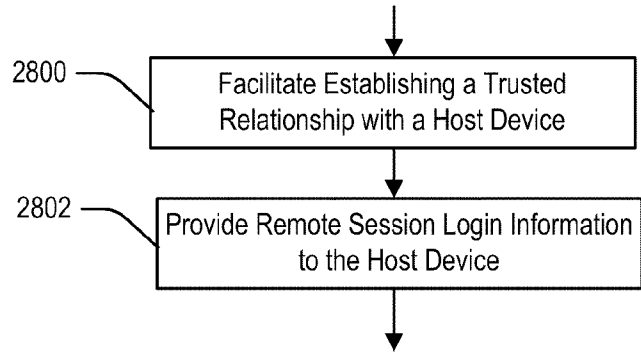 2800
Facilitate Establishing a Trusted
Relationship with a Host Device
2802
Provide Remote Session Login Information
to the Host Device